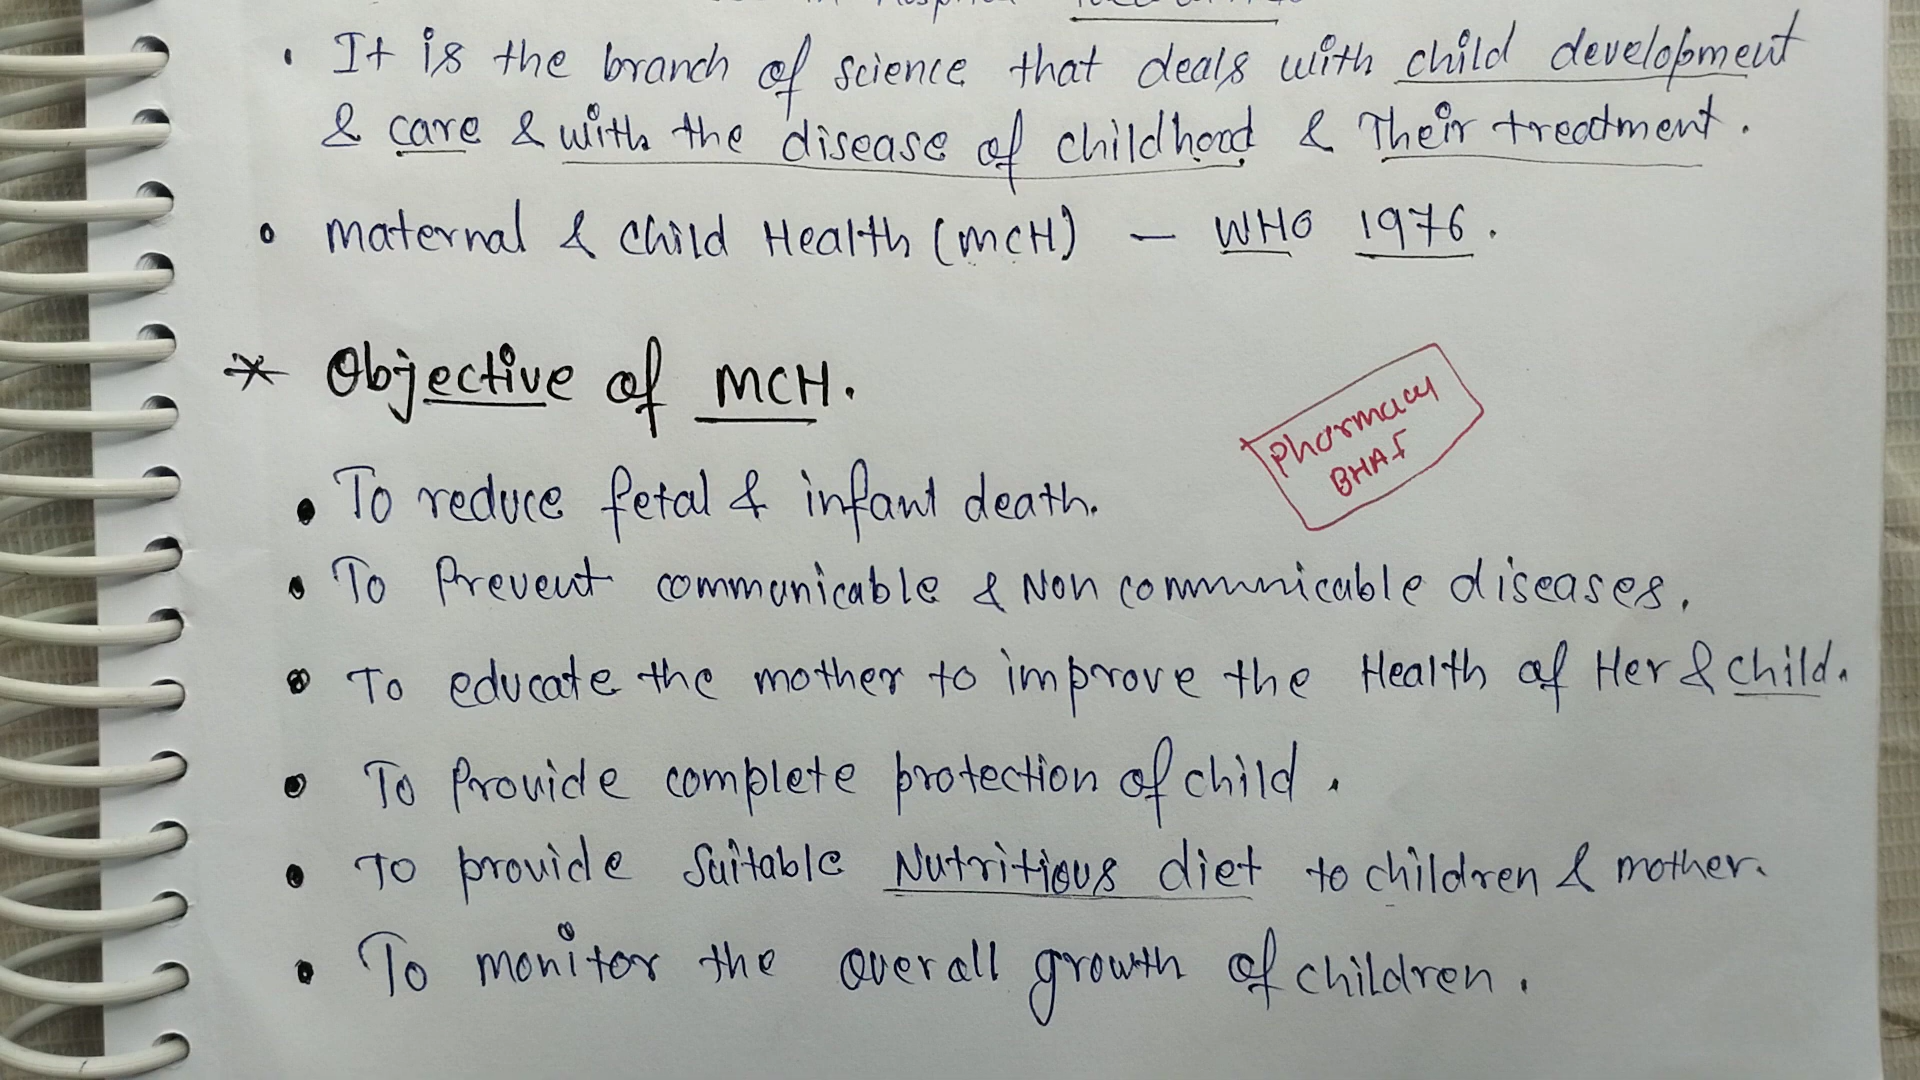 • It is the branch of science that deals with child development
& care & with the disease of childhood & Their treatment.
• maternal & child Health (MCH) – WHO 1976.
* Objective of MCH.
Pharmacy
BHAI
• To reduce fetal & infant death.
• To Prevent communicable & Non communicable diseases.
• To educate the mother to improve the Health of Her & child.
• To Provide complete protection of child.
• To provide suitable Nutritious diet to children & mother.
• To monitor the overall growth of children.